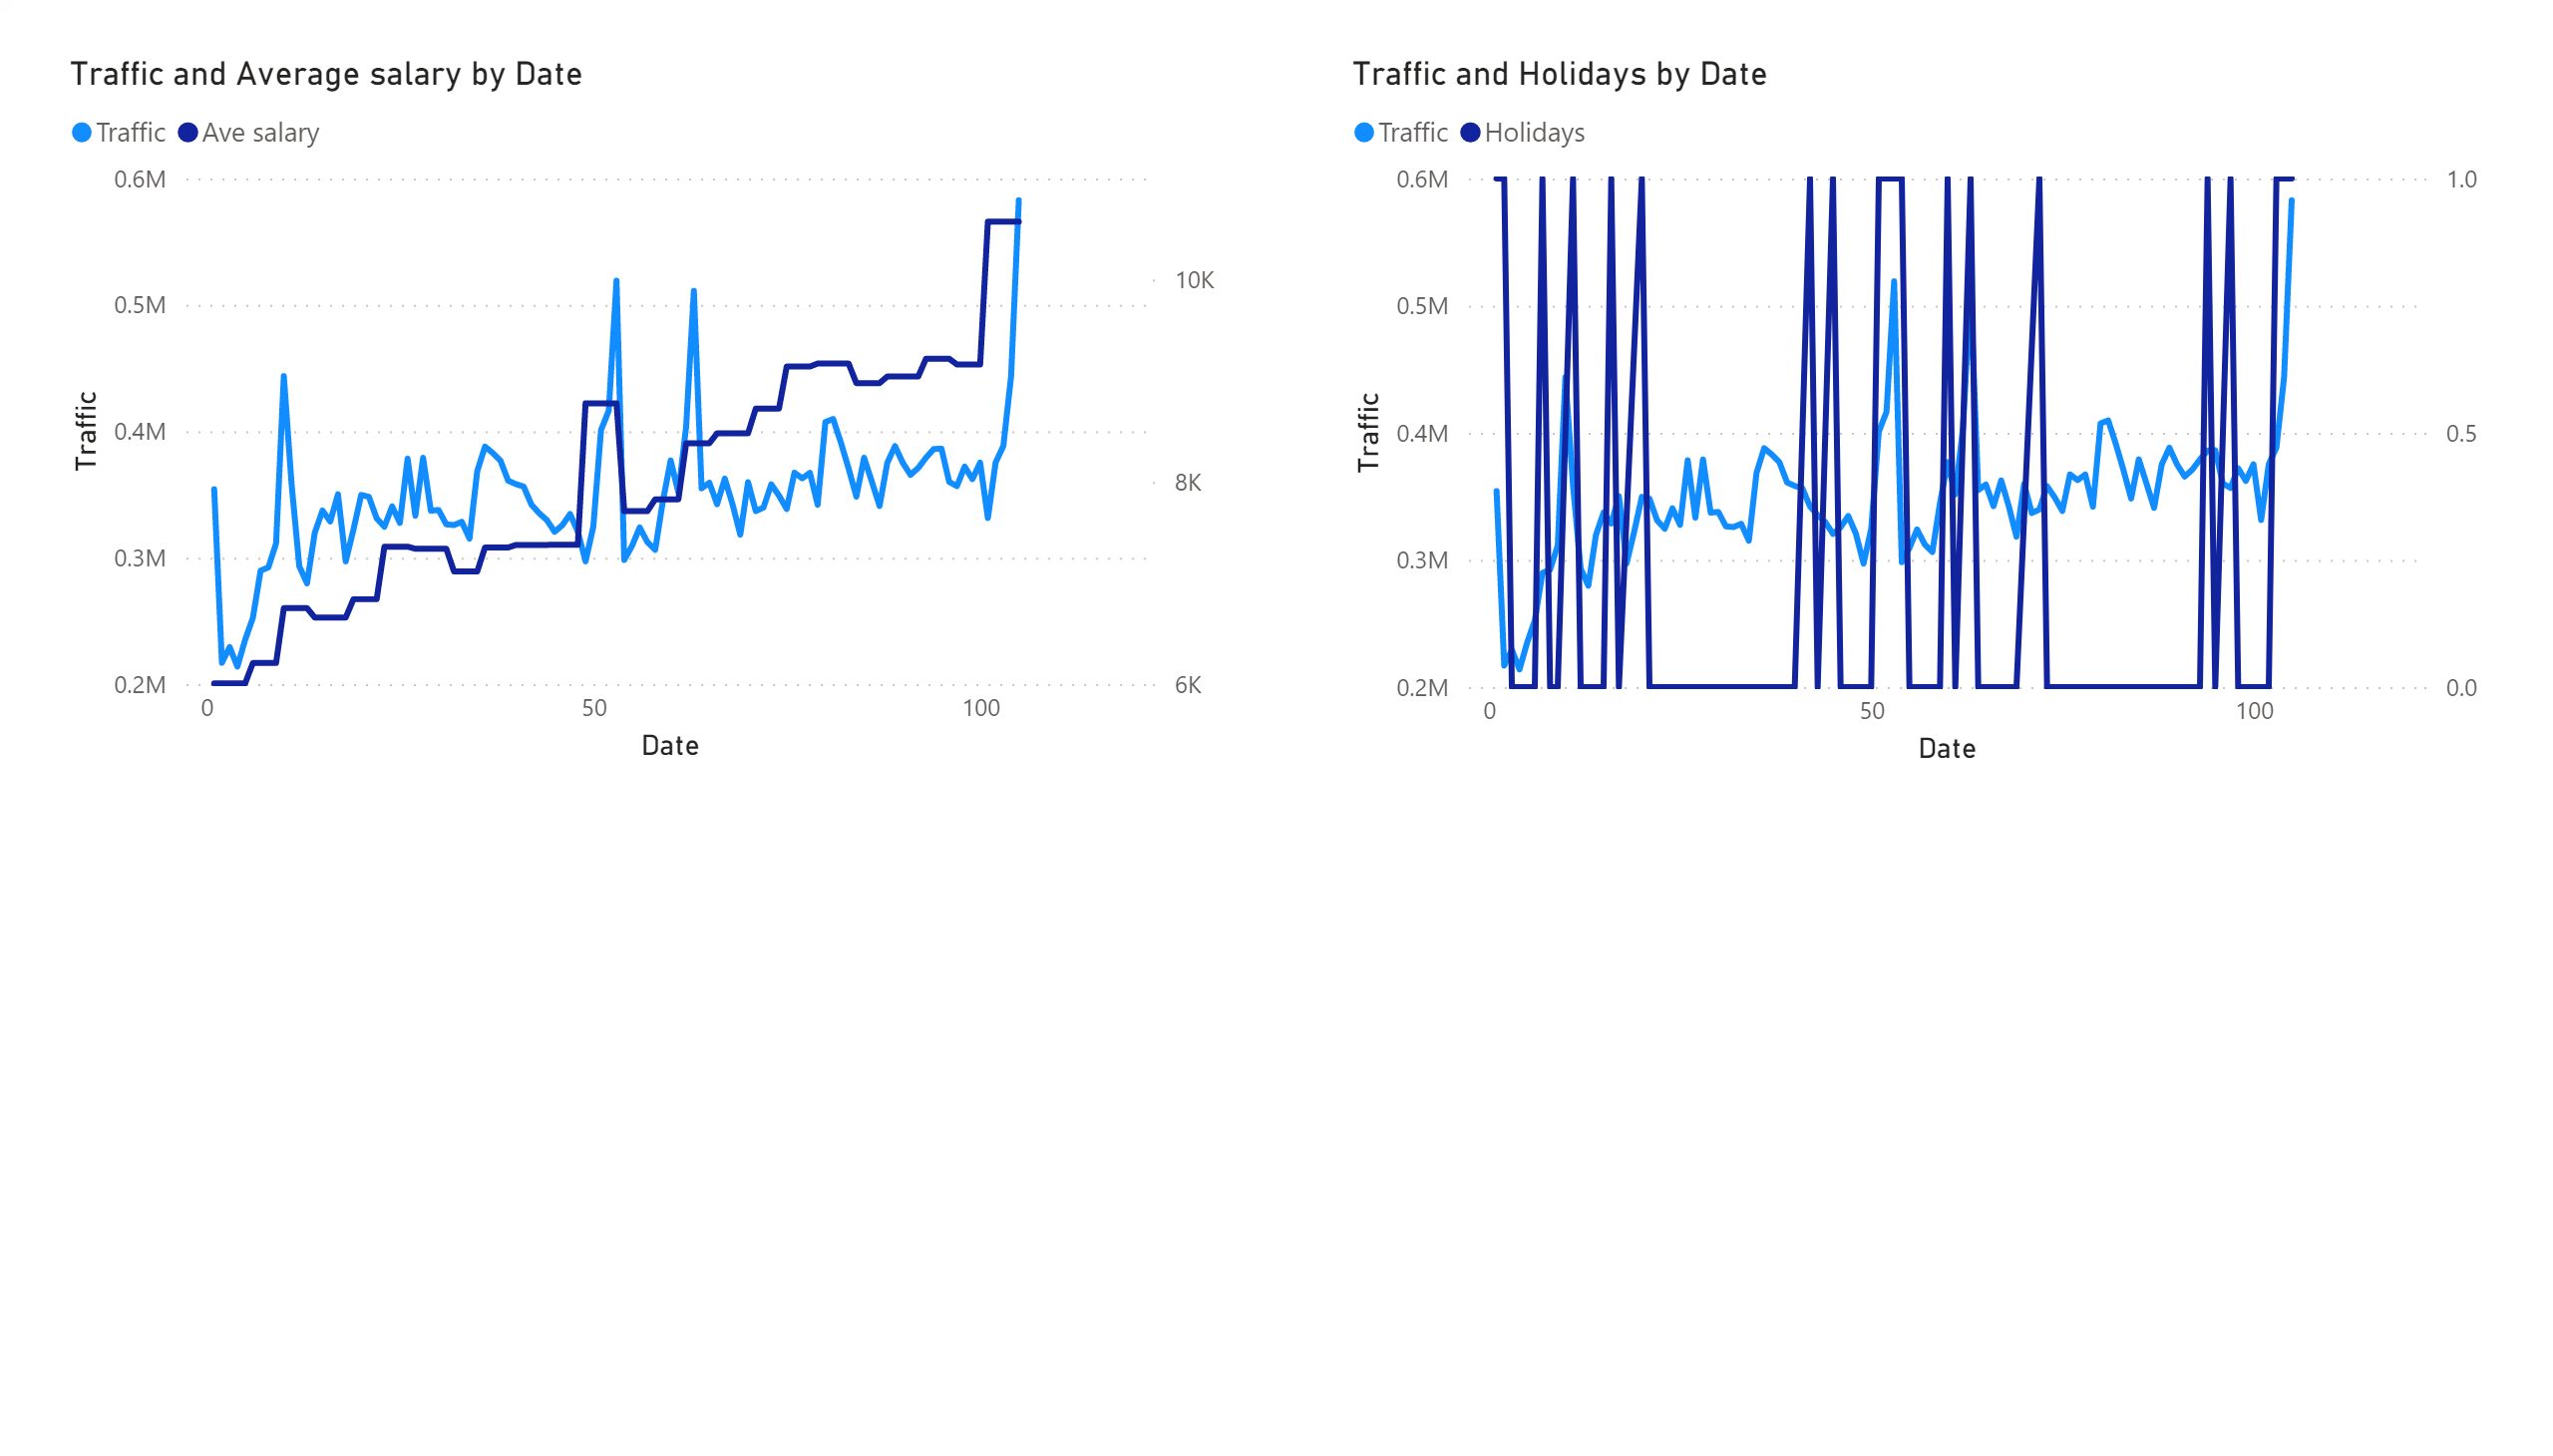 Traffic and Average salary by Date
Traffic Ave salary
0.6M
0.5M
0.4M
0.3M
0.2M
Traffic
10K
8K
6K
0 50 100
Date
Traffic and Holidays by Date
Traffic Holidays
0.6M
0.5M
0.4M
0.3M
0.2M
Traffic
1.0
0.5
0.0
0 50 100
Date